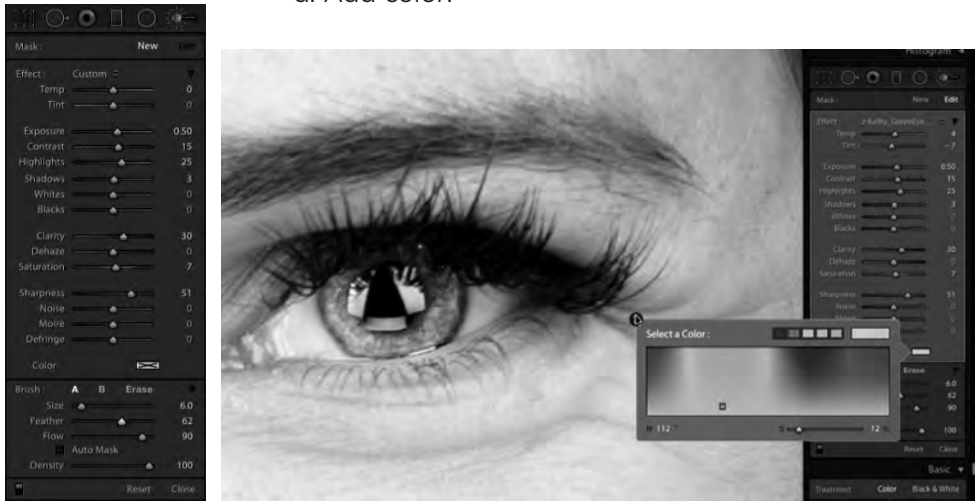 d. Add color.
Mask : New Edit
Effect : Custom
Temp 0
Tint 0
Exposure 0.50
Contrast 15
Highlights 25
Shadows 3
Whites 0
Blacks 0
Clarity 30
Dehaze 0
Saturation 7
Sharpness 51
Noise 0
Moire 0
Defringe 0
Color
Brush : A B Erase
Size 6.0
Feather 62
Flow 90
Auto Mask
Density 100
Reset Close
Histogram
Mask : New Edit
Effect :
Temp 4
Tint -7
Exposure 0.50
Contrast 15
Highlights 25
Shadows 3
Whites 0
Blacks 0
Clarity 30
Dehaze 0
Saturation 7
Sharpness 51
Noise 0
Moire
Select a Color :
H 112 ° S 12 %
Erase
6.0
62
90
100
Reset Close
Basic
Treatment : Color Black & White